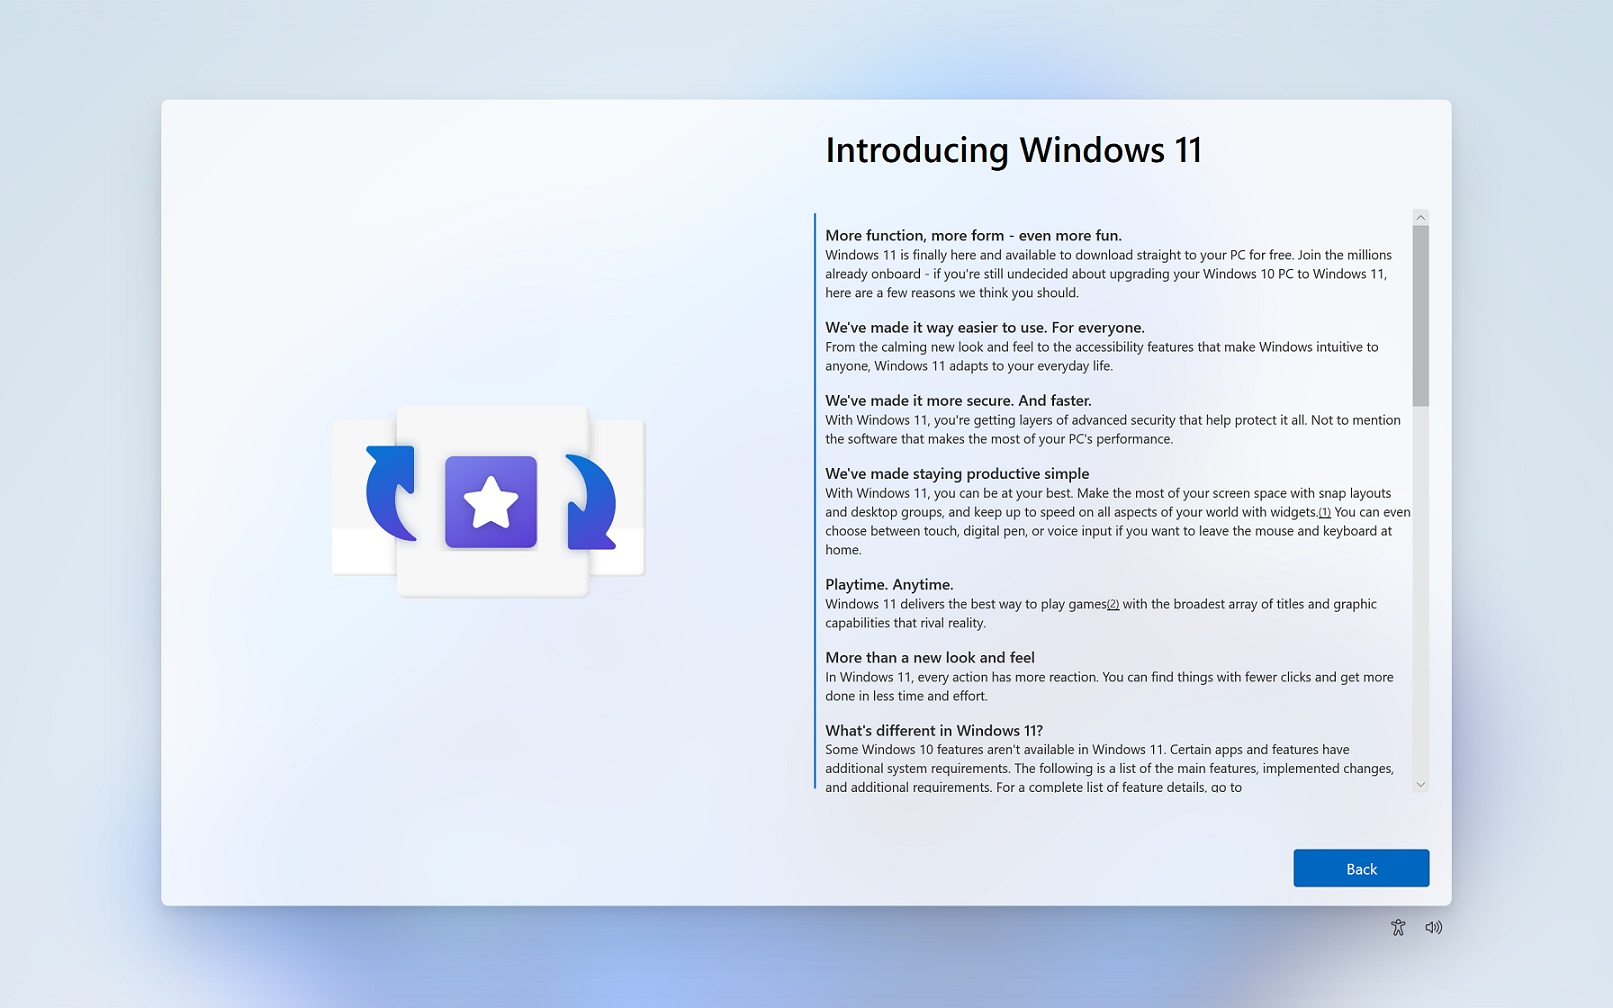 Introducing Windows 11
More function, more form - even more fun.
Windows 11 is finally here and available to download straight to your PC for free. Join the millions
already onboard - if you're still undecided about upgrading your Windows 10 PC to Windows 11,
here are a few reasons we think you should.
We've made it way easier to use. For everyone.
From the calming new look and feel to the accessibility features that make Windows intuitive to
anyone, Windows 11 adapts to your everyday life.
We've made it more secure. And faster.
With Windows 11, you're getting layers of advanced security that help protect it all. Not to mention
the software that makes the most of your PC's performance.
We've made staying productive simple
With Windows 11, you can be at your best. Make the most of your screen space with snap layouts
and desktop groups, and keep up to speed on all aspects of your world with widgets.(1) You can even
choose between touch, digital pen, or voice input if you want to leave the mouse and keyboard at
home.
Playtime. Anytime.
Windows 11 delivers the best way to play games(2) with the broadest array of titles and graphic
capabilities that rival reality.
More than a new look and feel
In Windows 11, every action has more reaction. You can find things with fewer clicks and get more
done in less time and effort.
What's different in Windows 11?
Some Windows 10 features aren't available in Windows 11. Certain apps and features have
additional system requirements. The following is a list of the main features, implemented changes,
and additional requirements. For a complete list of feature details, go to
Back